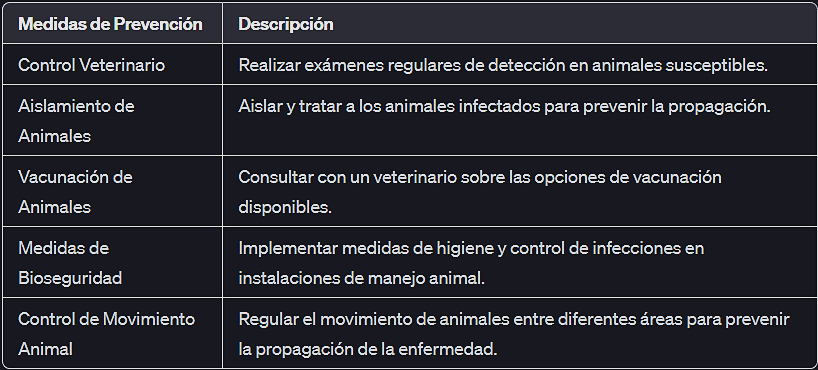 Medidas de Prevención Descripción
Control Veterinario Realizar exámenes regulares de detección en animales susceptibles.
Aislamiento de Aislar y tratar a los animales infectados para prevenir la propagación.
Animales
Vacunación de Consultar con un veterinario sobre las opciones de vacunación
Animales disponibles.
Medidas de Implementar medidas de higiene y control de infecciones en
Bioseguridad instalaciones de manejo animal.
Control de Movimiento Regular el movimiento de animales entre diferentes áreas para prevenir
Animal la propagación de la enfermedad.